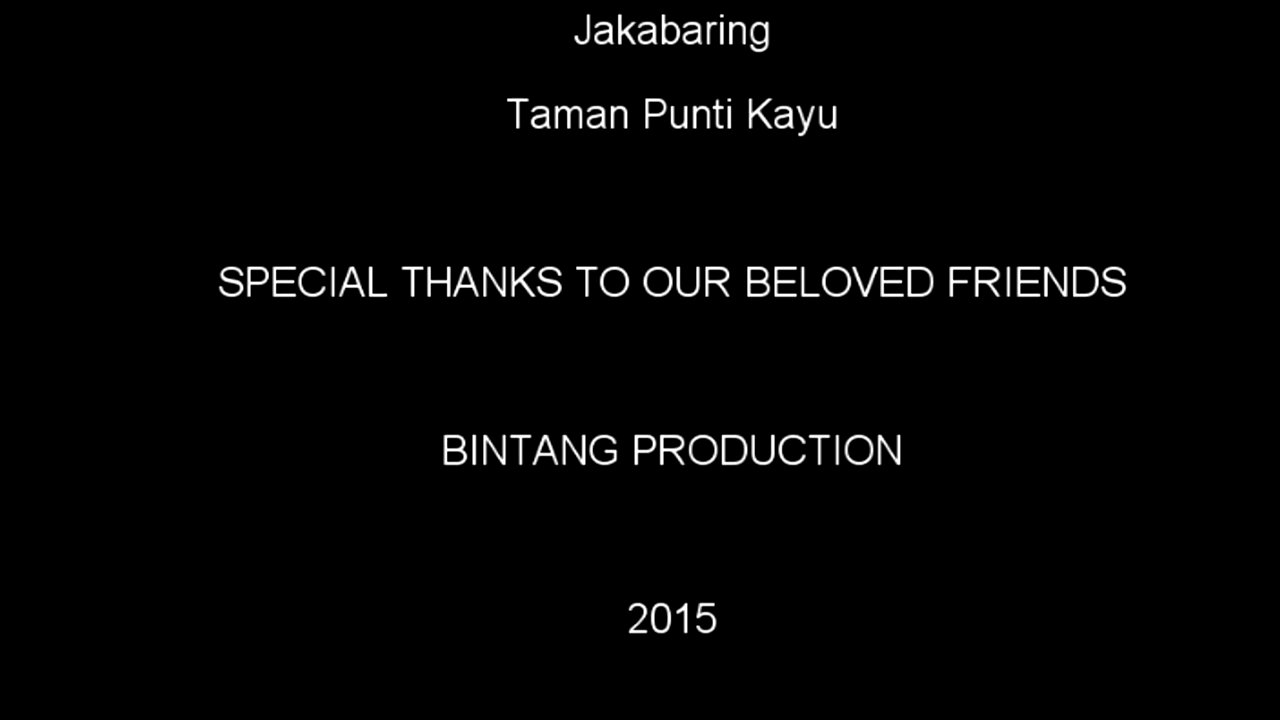 Jakabaring
Taman Punti Kayu
SPECIAL THANKS TO OUR BELOVED FRIENDS
BINTANG PRODUCTION
2015